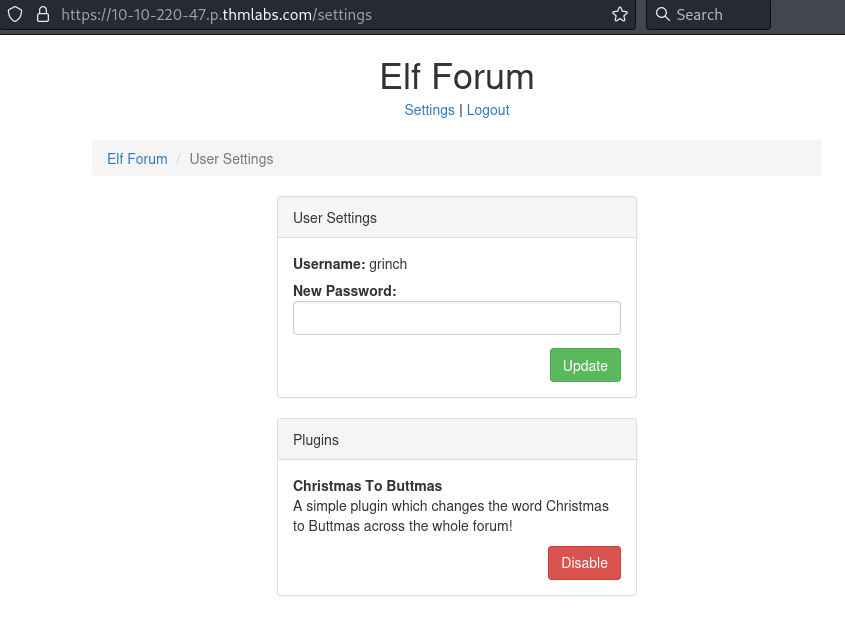 https://10-10-220-47.p.thmlabs.com/settings
Search
Elf Forum
Settings | Logout
Elf Forum / User Settings
User Settings
Username: grinch
New Password:
Update
Plugins
Christmas To Buttmas
A simple plugin which changes the word Christmas
to Buttmas across the whole forum!
Disable